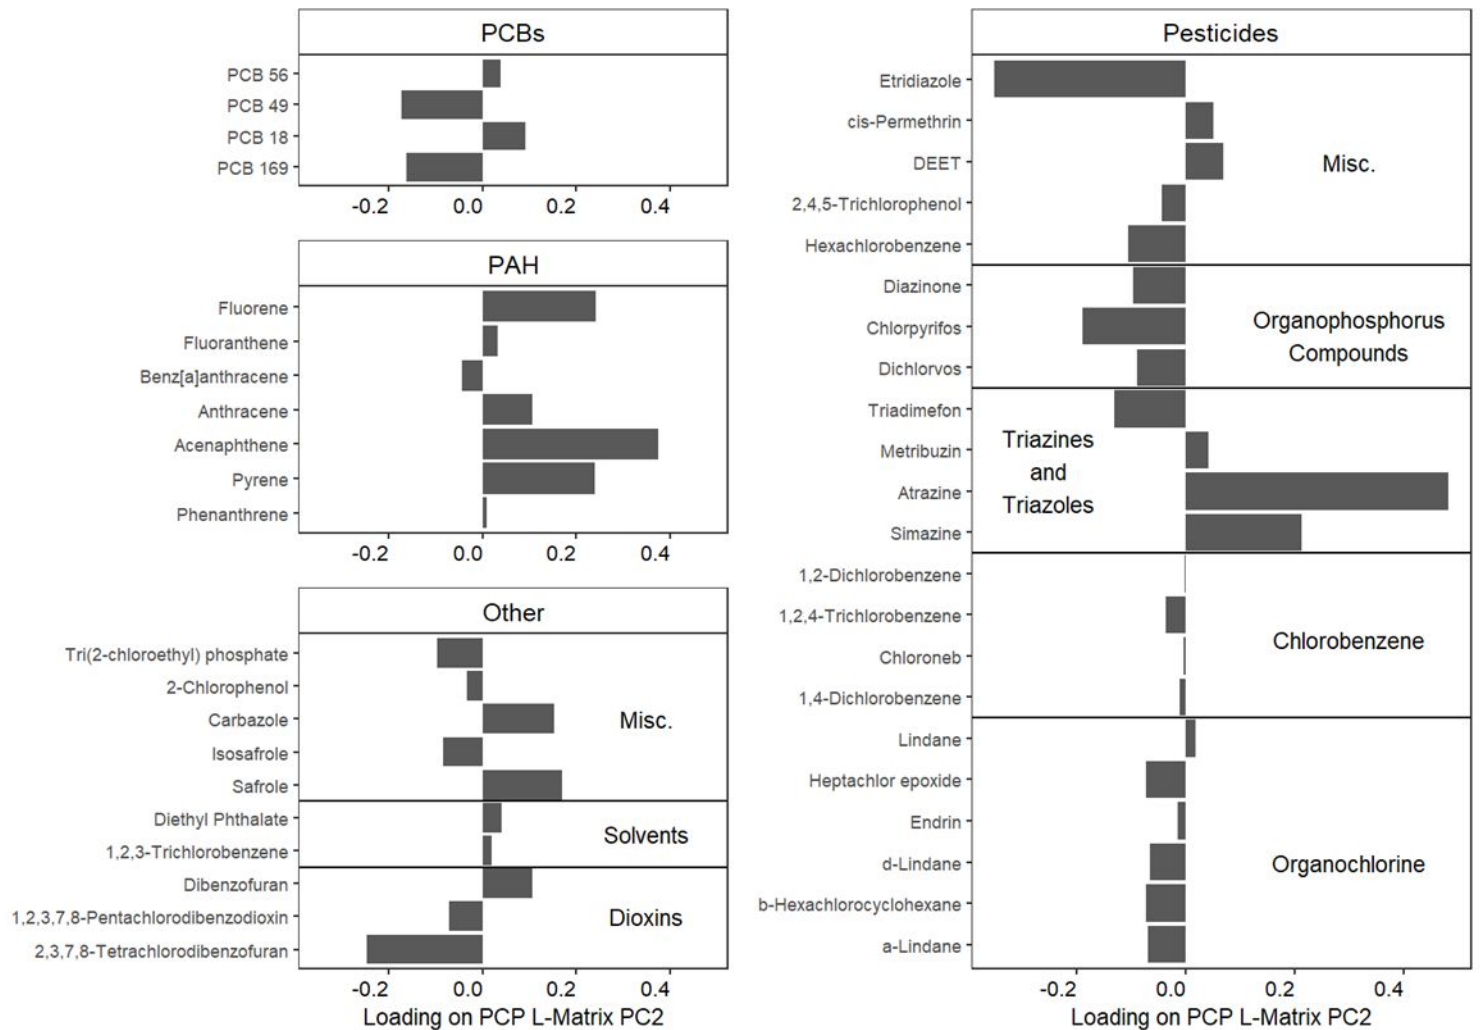 PCBs
PCB 56
PCB 49
PCB 18
PCB 169
-0.2 0.0 0.2 0.4
PAH
Fluorene
Fluoranthene
Benz[a]anthracene
Anthracene
Acenaphthene
Pyrene
Phenanthrene
-0.2 0.0 0.2 0.4
Other
Tri(2-chloroethyl) phosphate
2-Chlorophenol
Carbazole
Misc.
Isosafrole
Safrole
Diethyl Phthalate
Solvents
1,2,3-Trichlorobenzene
Dibenzofuran
1,2,3,7,8-Pentachlorodibenzodioxin
Dioxins
2,3,7,8-Tetrachlorodibenzofuran
-0.2 0.0 0.2 0.4
Loading on PCP L-Matrix PC2
Pesticides
Etridiazole
cis-Permethrin
DEET
Misc.
2,4,5-Trichlorophenol
Hexachlorobenzene
Diazinone
Chlorpyrifos
Organophosphorus
Compounds
Dichlorvos
Triadimefon
Metribuzin
Triazines
and
Triazoles
Atrazine
Simazine
1,2-Dichlorobenzene
1,2,4-Trichlorobenzene
Chlorobenzene
Chloroneb
1,4-Dichlorobenzene
Lindane
Heptachlor epoxide
Endrin
d-Lindane
Organochlorine
b-Hexachlorocyclohexane
a-Lindane
-0.2 0.0 0.2 0.4
Loading on PCP L-Matrix PC2